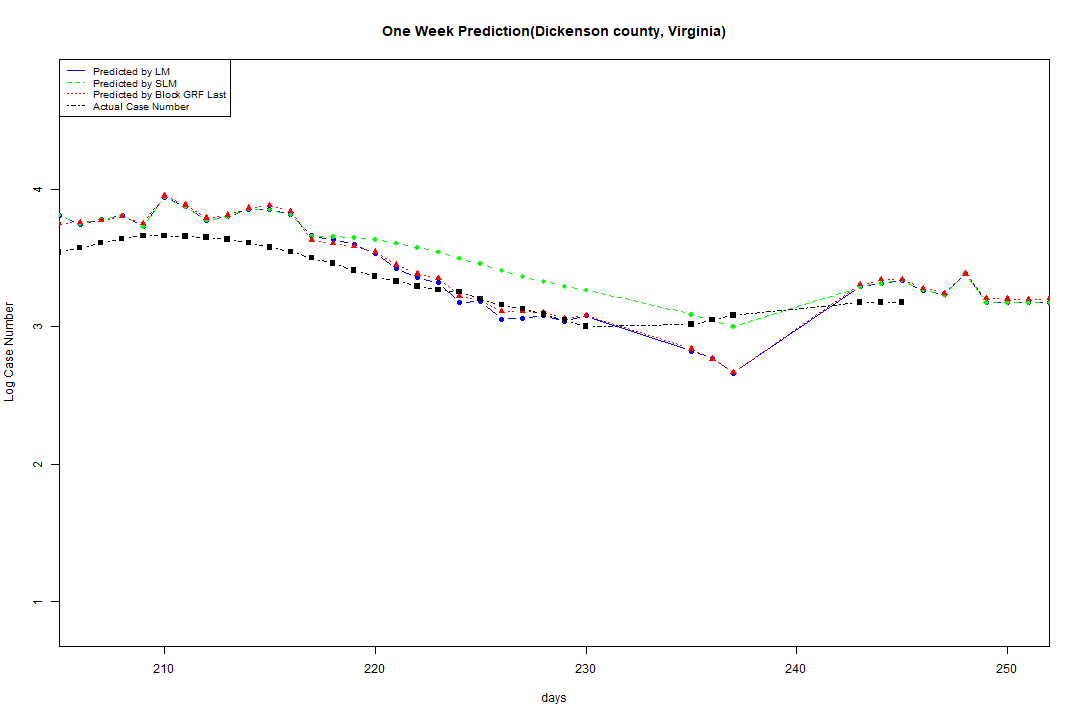 One Week Prediction(Dickenson county, Virginia)
Predicted by LM
Predicted by SLM
Predicted by Block GRF Last
Actual Case Number
4
3
2
1
Log Case Number
210 220 230 240 250
days